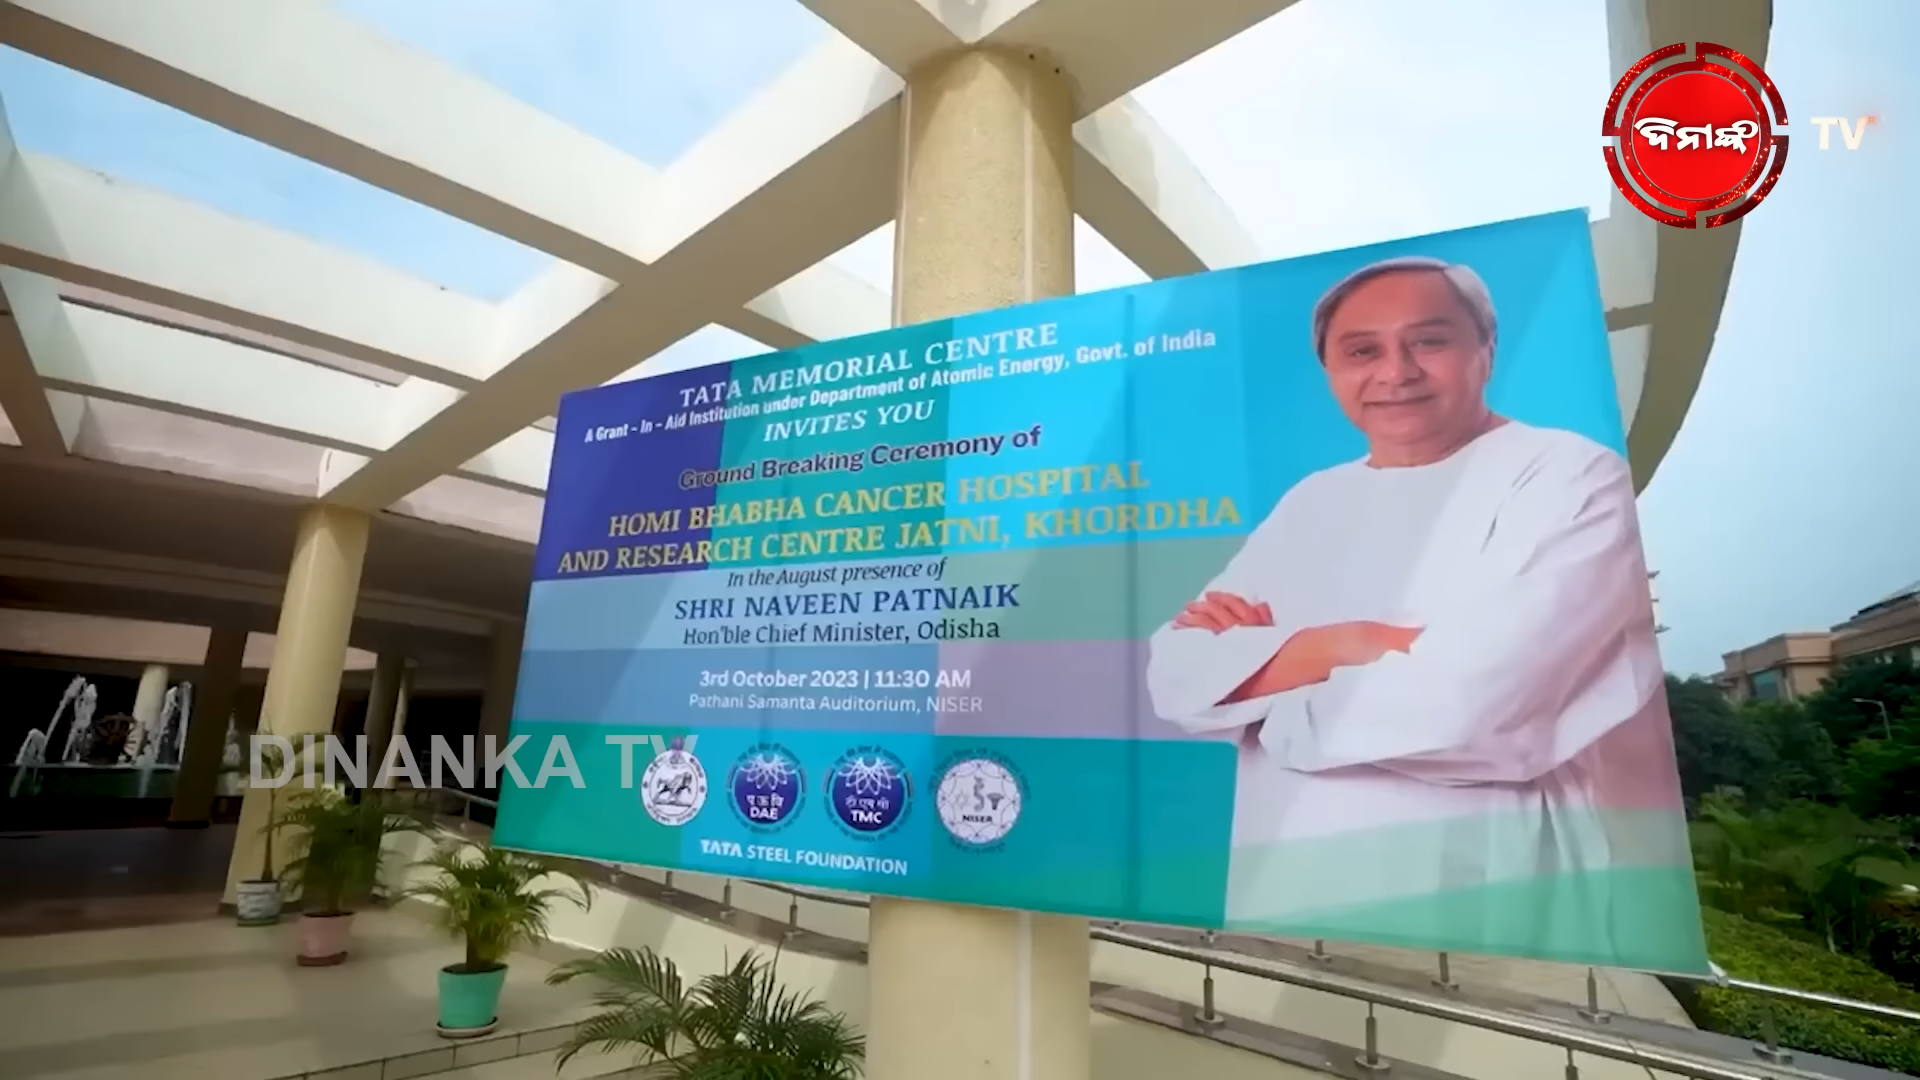 ଦିନାଙ୍କ
TV
TATA MEMORIAL CENTRE
A Grant - In - Aid Institution under Department of Atomic Energy, Govt. of India
INVITES YOU
Ground Breaking Ceremony of
HOMI BHABHA CANCER HOSPITAL
AND RESEARCH CENTRE JATNI, KHORDHA
In the August presence of
SHRI NAVEEN PATNAIK
Hon'ble Chief Minister, Odisha
3rd October 2023 | 11:30 AM
Pathani Samanta Auditorium, NISER
DINANKA TV
प ऊ वि
DAE
टी एम सी
TMC
NISER
TATA STEEL FOUNDATION